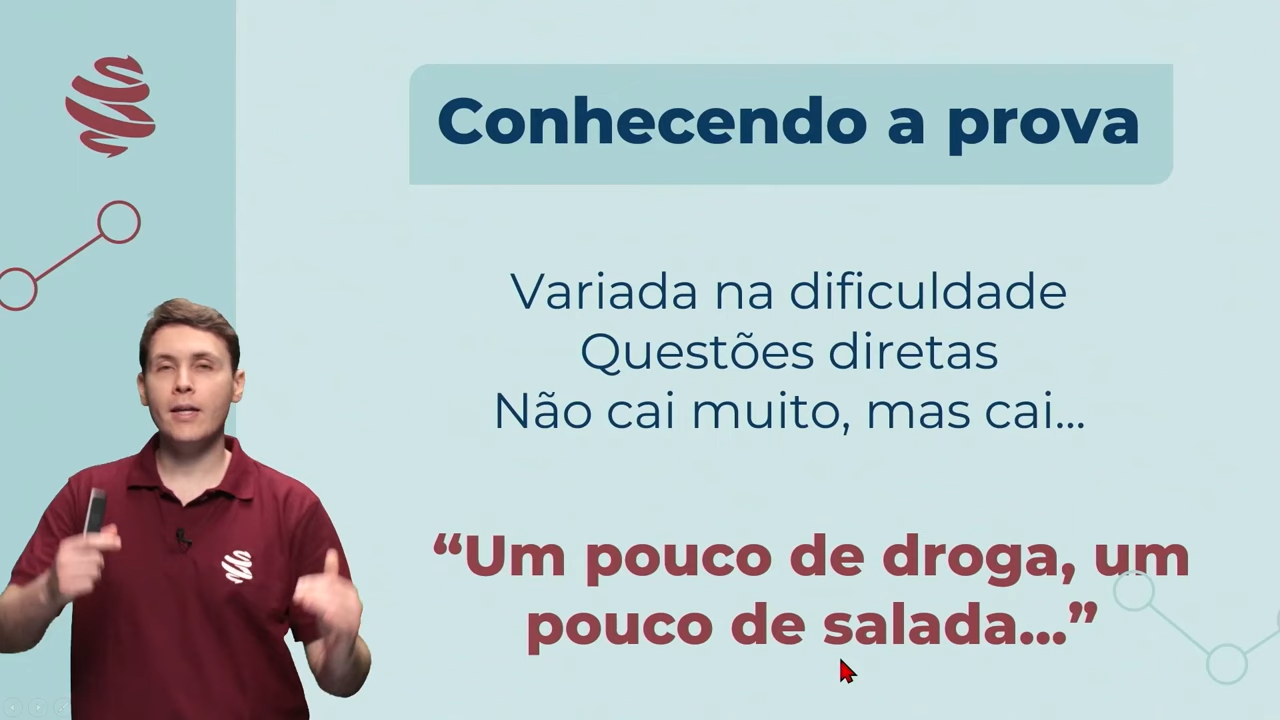 Conhecendo a prova
Variada na dificuldade
Questões diretas
Não cai muito, mas cai...
“Um pouco de droga, um
pouco de salada...”